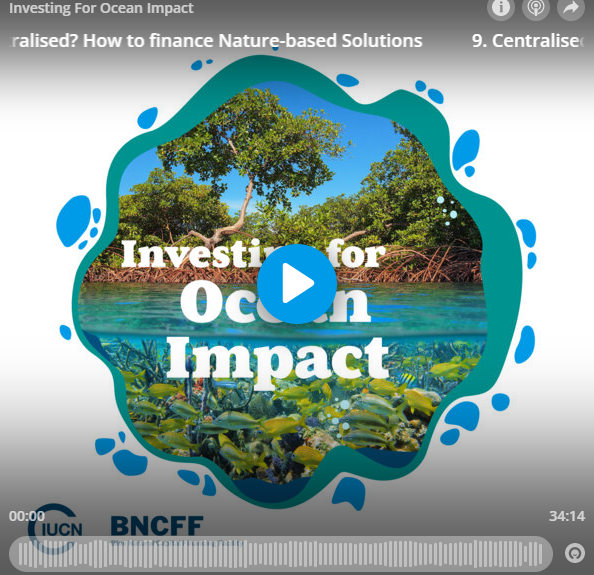 Investing For Ocean Impact
ralised? How to finance Nature-based Solutions 9. Centralised
Investing for
Ocean
Impact
00:00 34:14
IUCN BNCFF